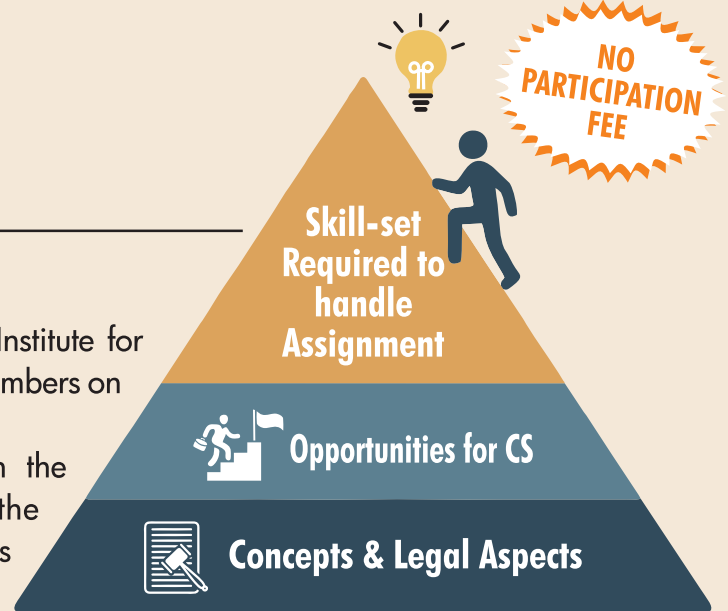 NO
PARTICIPATION
FEE
Skill-set
Required to
handle
Assignment
Institute for
on
the
the
Opportunities for CS
Concepts & Legal Aspects